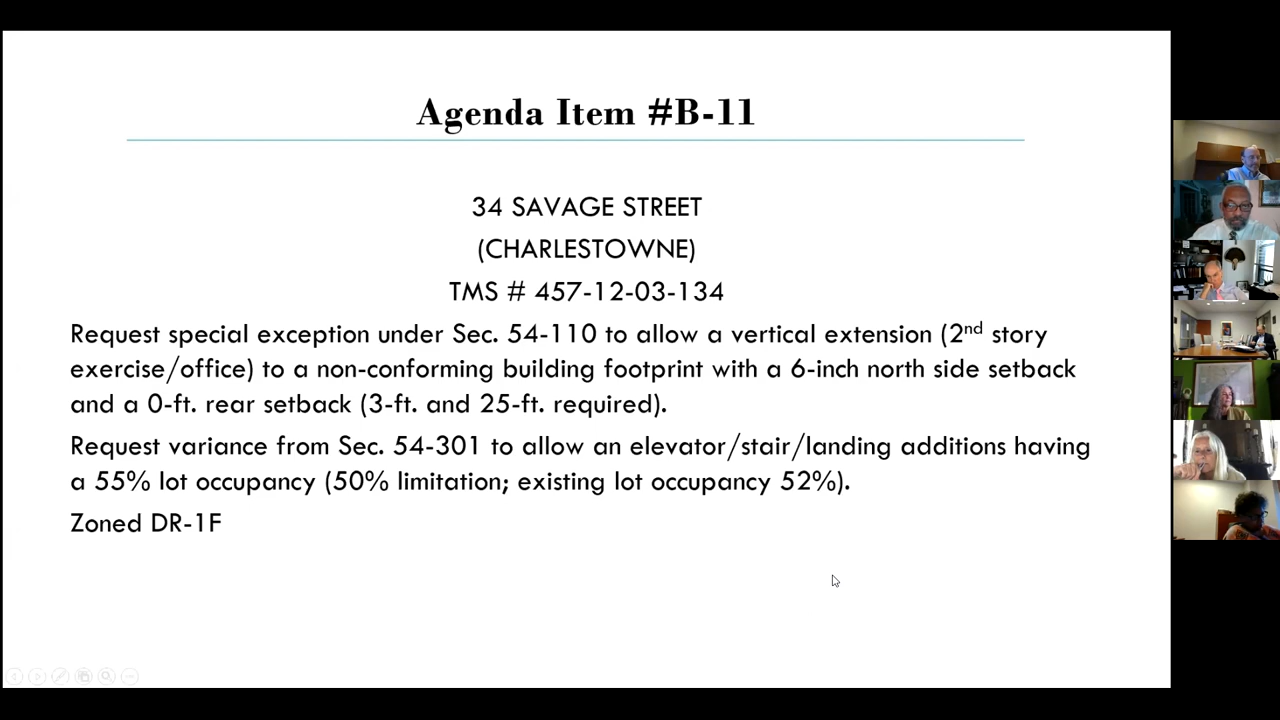 Agenda Item #B-11
34 SAVAGE STREET
(CHARLESTOWNE)
TMS # 457-12-03-134
Request special exception under Sec. 54-110 to allow a vertical extension (2nd story
exercise/office) to a non-conforming building footprint with a 6-inch north side setback
and a 0-ft. rear setback (3-ft. and 25-ft. required).
Request variance from Sec. 54-301 to allow an elevator/stair/landing additions having
a 55% lot occupancy (50% limitation; existing lot occupancy 52%).
Zoned DR-1F